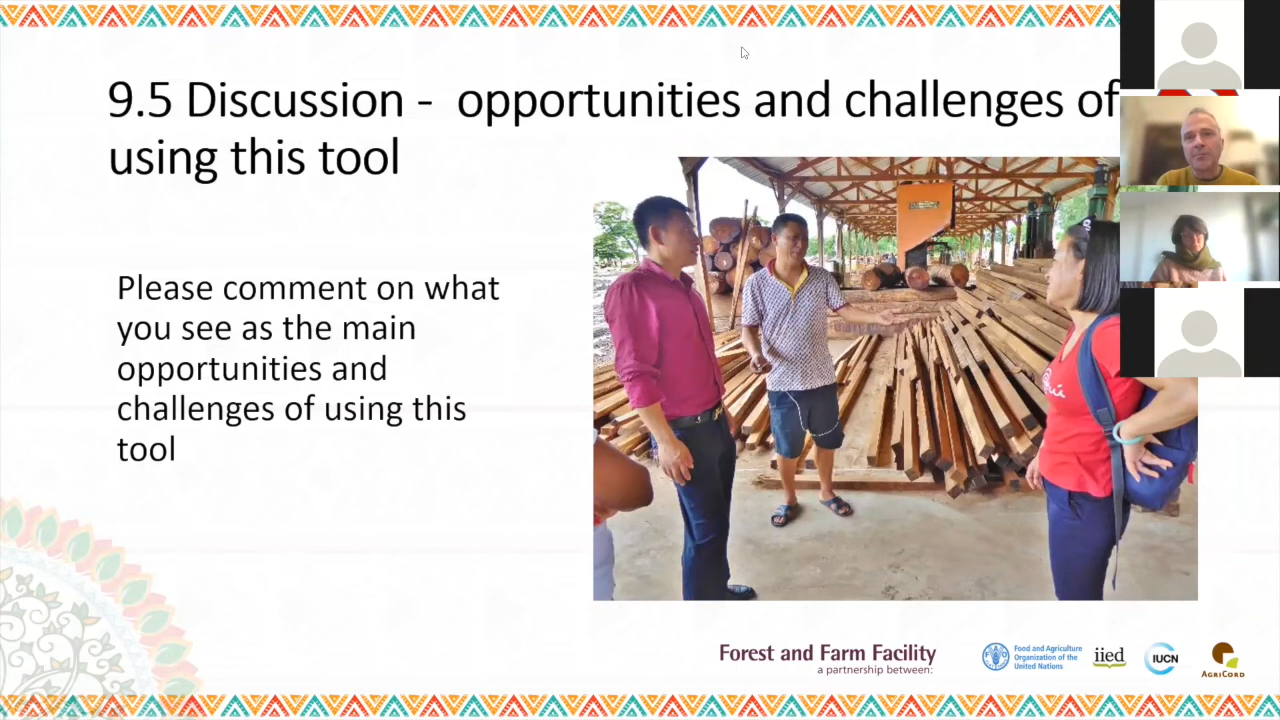 9.5 Discussion -  opportunities and challenges of
using this tool
Please comment on what
you see as the main
opportunities and
challenges of using this
tool
Forest and Farm Facility
a partnership between:
Food and Agriculture
Organization of the
United Nations
iied
IUCN
AGRICORD